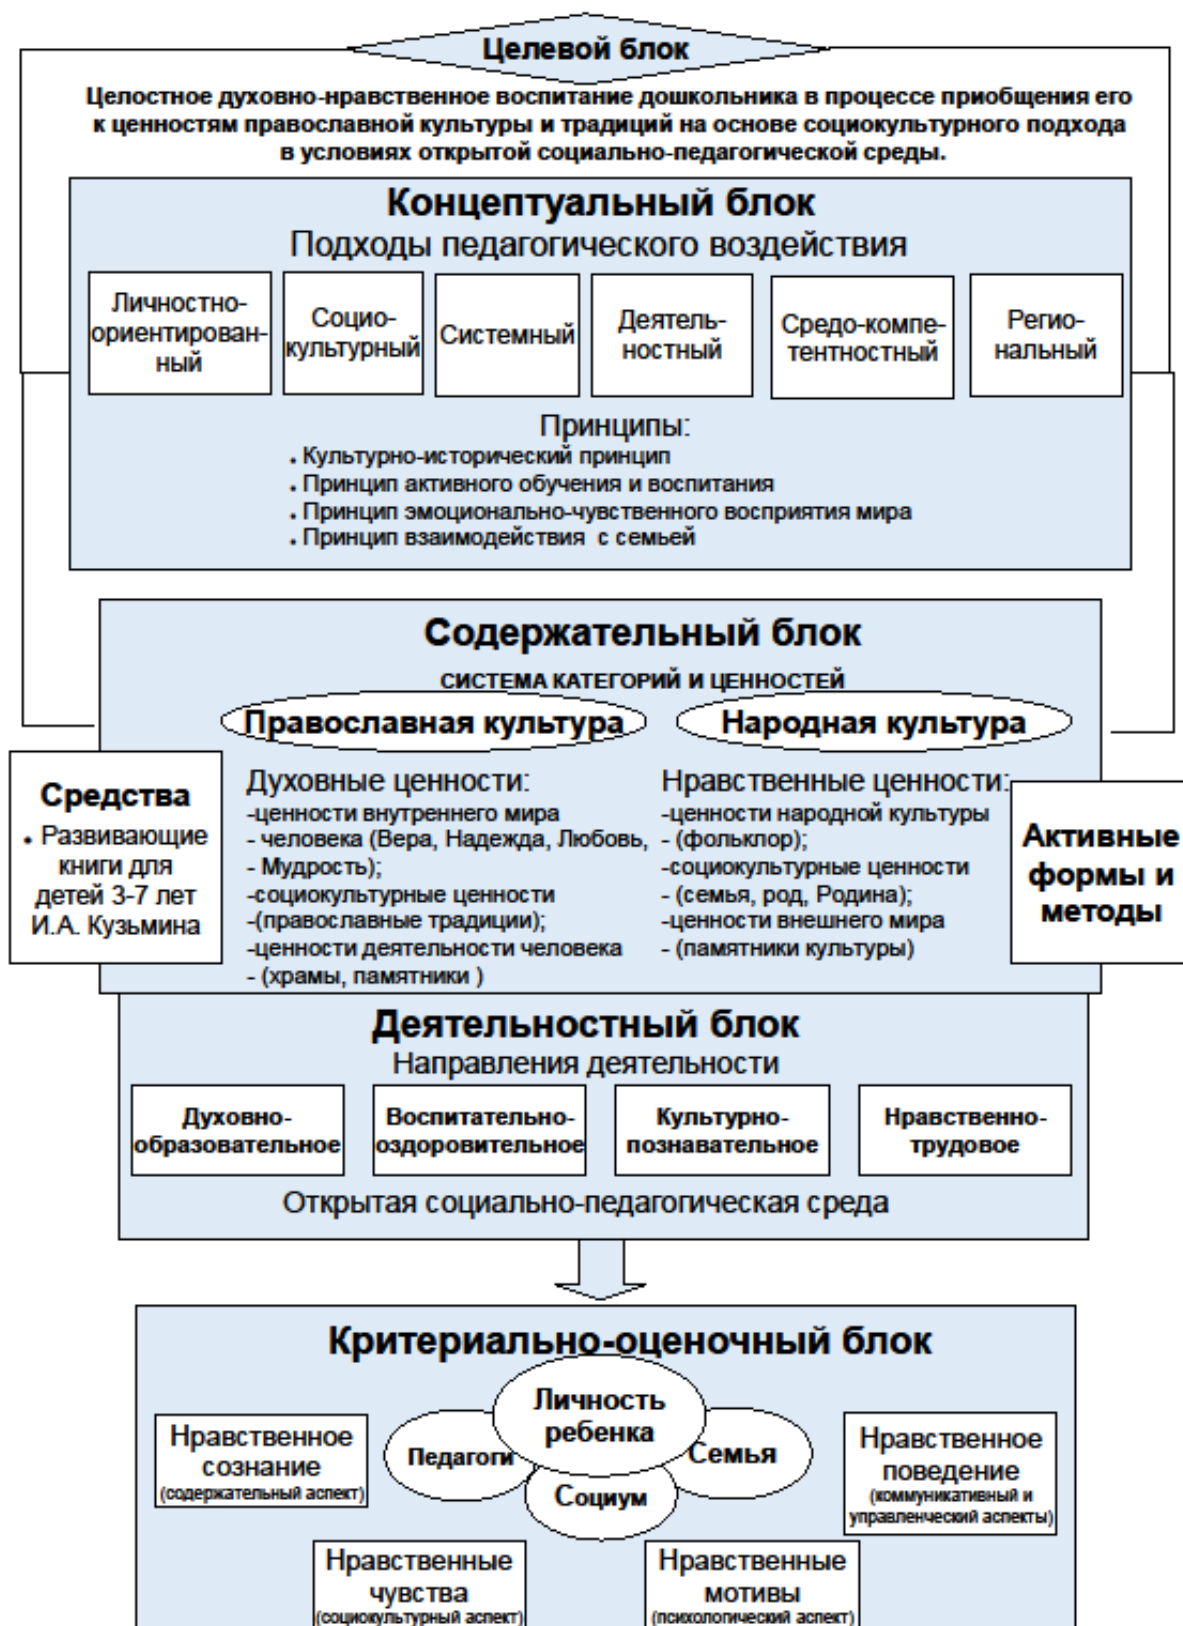 Целевой блок
Целостное духовно-нравственное воспитание дошкольника в процессе приобщения его
к ценностям православной культуры и традиций на основе социокультурного подхода
в условиях открытой социально-педагогической среды.
Концептуальный блок
Подходы педагогического воздействия
Личностно-
ориентирован-
ный
Социо-
культурный
Системный
Деятель-
ностный
Средо-компе-
тентностный
Регио-
нальный
Принципы:
. Культурно-исторический принцип
. Принцип активного обучения и воспитания
. Принцип эмоционально-чувственного восприятия мира
. Принцип взаимодействия с семьей
Содержательный блок
СИСТЕМА КАТЕГОРИЙ И ЦЕННОСТЕЙ
Православная культура
Народная культура
Средства
. Развивающие
книги для
детей 3-7 лет
И.А. Кузьмина
Духовные ценности:
-ценности внутреннего мира
- человека (Вера, Надежда, Любовь,
- Мудрость);
-социокультурные ценности
-(православные традиции);
-ценности деятельности человека
- (храмы, памятники )
Нравственные ценности:
-ценности народной культуры
- (фольклор);
-социокультурные ценности
- (семья, род, Родина);
-ценности внешнего мира
- (памятники культуры)
Активные
формы и
методы
Деятельностный блок
Направления деятельности
Духовно-
образовательное
Воспитательно-
оздоровительное
Культурно-
познавательное
Нравственно-
трудовое
Открытая социально-педагогическая среда
Критериально-оценочный блок
Личность
ребенка
Педагоги
Семья
Социум
Нравственное
сознание
(содержательный аспект)
Нравственное
поведение
(коммуникативный и
управленческий аспекты)
Нравственные
чувства
(социокультурный аспект)
Нравственные
мотивы
(психологический аспект)